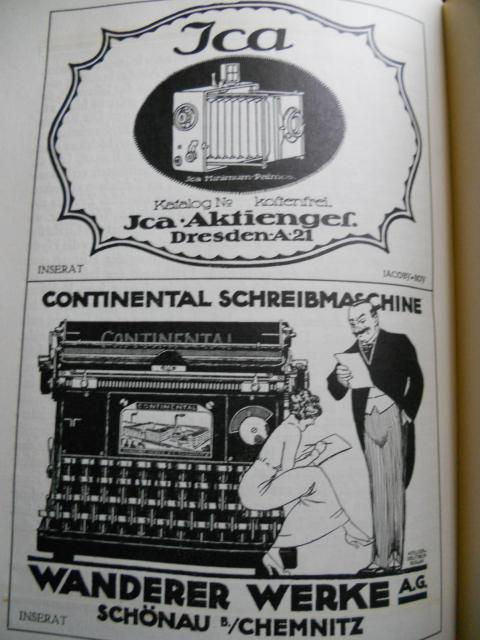 Ica
Ica Minimum-Palmos.
Katalog No kostenfrei.
Ica·Aktienges.
Dresden-A·21
INSERAT
JACOBY-BOY
CONTINENTAL SCHREIBMASCHINE
CONTINENTAL
CONTINENTAL
WANDERER WERKE A.G.
SCHÖNAU B./CHEMNITZ
INSERAT